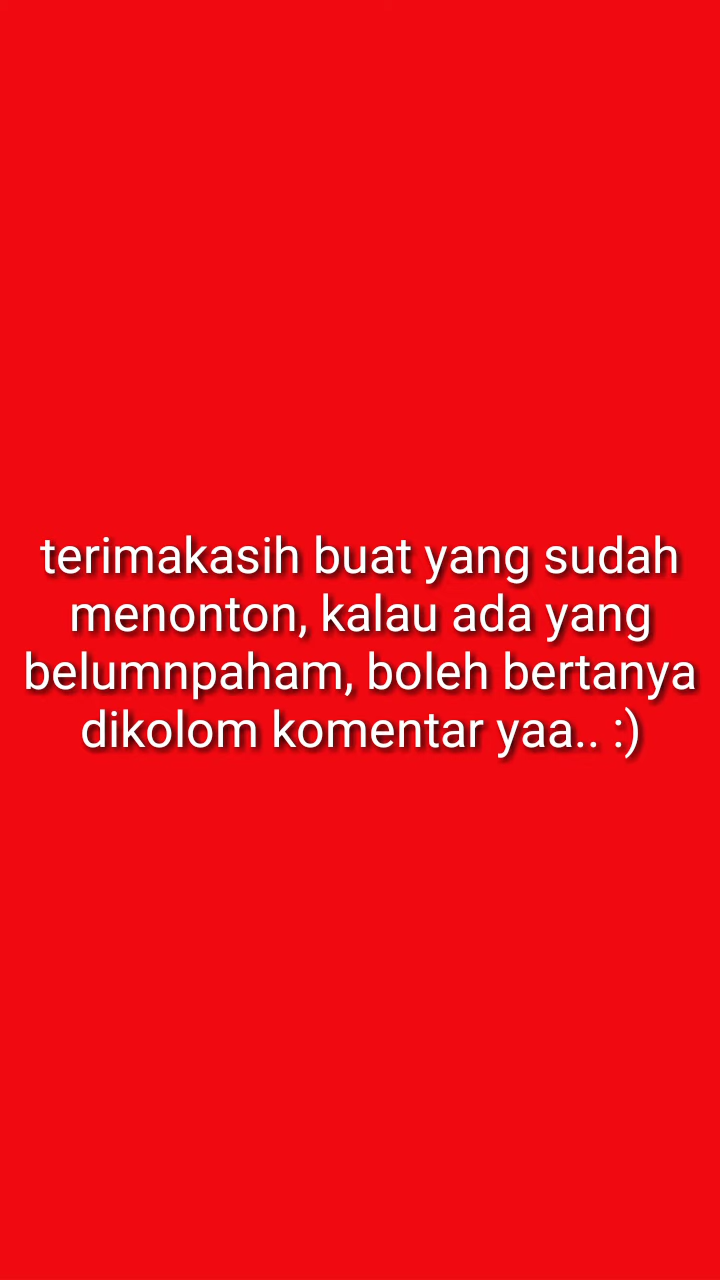 terimakasih buat yang sudah
menonton, kalau ada yang
belumnpaham, boleh bertanya
dikolom komentar yaa.. :)